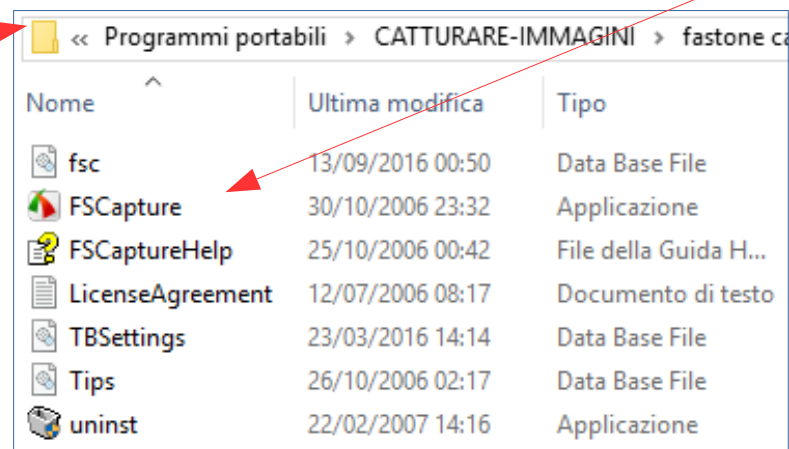 « Programmi portabili > CATTURARE-IMMAGINI > fastone ca
Nome Ultima modifica Tipo
fsc 13/09/2016 00:50 Data Base File
FSCapture 30/10/2006 23:32 Applicazione
FSCaptureHelp 25/10/2006 00:42 File della Guida H...
LicenseAgreement 12/07/2006 08:17 Documento di testo
TBSettings 23/03/2016 14:14 Data Base File
Tips 26/10/2006 02:17 Data Base File
uninst 22/02/2007 14:16 Applicazione